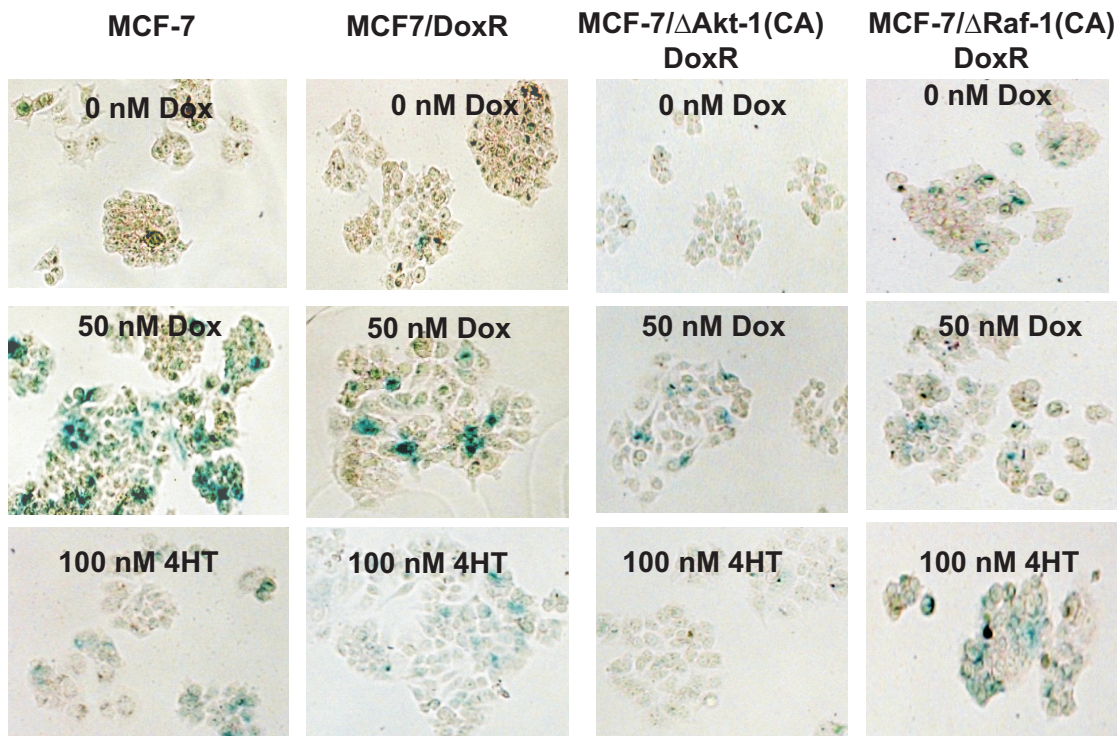 MCF-7
MCF7/DoxR
MCF-7/∆Akt-1(CA)
DoxR
MCF-7/∆Raf-1(CA)
DoxR
0 nM Dox
0 nM Dox
0 nM Dox
0 nM Dox
50 nM Dox
50 nM Dox
50 nM Dox
50 nM Dox
100 nM 4HT
100 nM 4HT
100 nM 4HT
100 nM 4HT